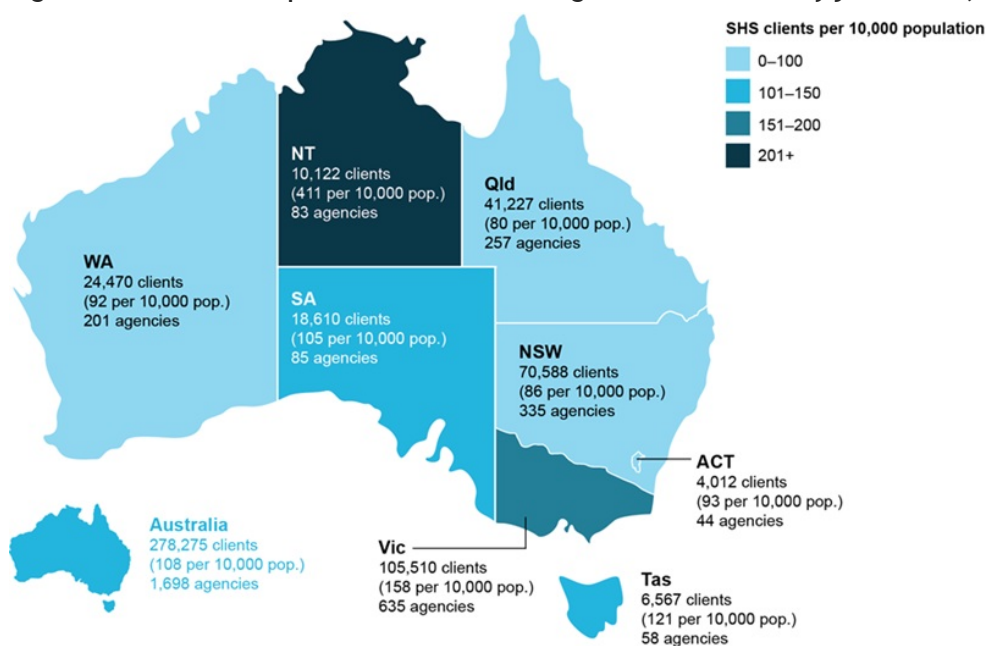 SHS clients per 10,000 population
0–100
101–150
151–200
201+
NT
10,122 clients
(411 per 10,000 pop.)
83 agencies
Qld
41,227 clients
(80 per 10,000 pop.)
257 agencies
WA
24,470 clients
(92 per 10,000 pop.)
201 agencies
SA
18,610 clients
(105 per 10,000 pop.)
85 agencies
NSW
70,588 clients
(86 per 10,000 pop.)
335 agencies
ACT
4,012 clients
(93 per 10,000 pop.)
44 agencies
Australia
278,275 clients
(108 per 10,000 pop.)
1,698 agencies
Vic
105,510 clients
(158 per 10,000 pop.)
635 agencies
Tas
6,567 clients
(121 per 10,000 pop.)
58 agencies